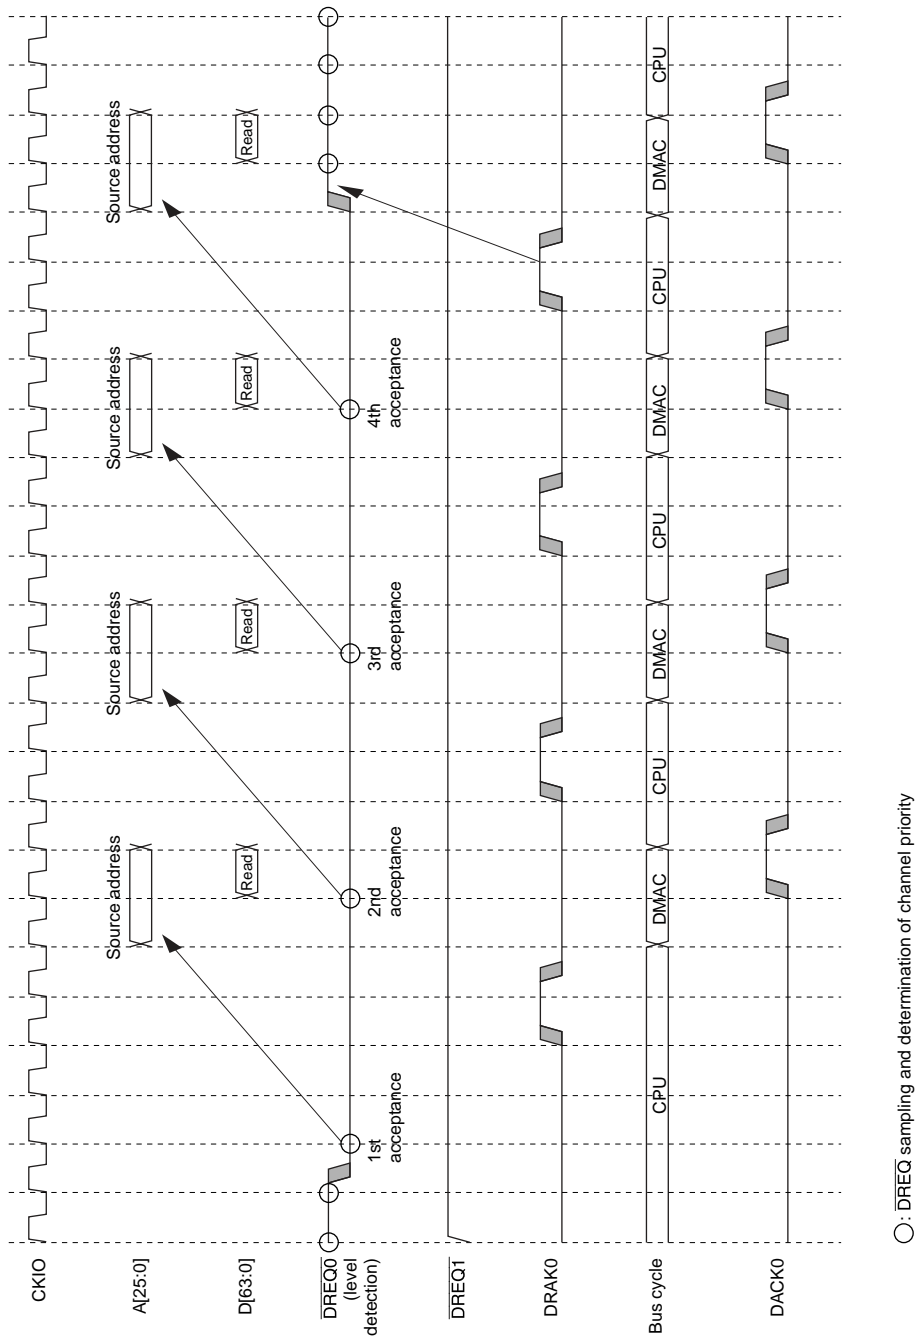 CKIO
A[25:0]
Source address
Source address
Source address
Source address
D[63:0]
Read
Read
Read
Read
DREQ0
(level
detection)
1st
acceptance
2nd
acceptance
3rd
acceptance
4th
acceptance
DREQ1
DRAK0
Bus cycle
CPU
DMAC
CPU
DMAC
CPU
DMAC
CPU
DMAC
CPU
DACK0
: DREQ sampling and determination of channel priority